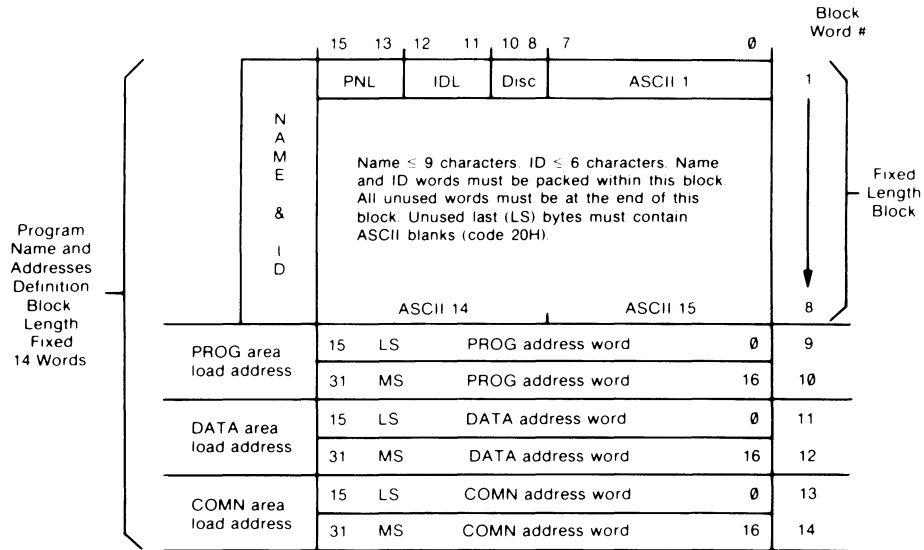 Block
Word #
15 13 12 11 10 8 7 Ø
PNL IDL Disc ASCII 1 1
N
A
M
E
&
I
D
Name ≤ 9 characters. ID ≤ 6 characters. Name
and ID words must be packed within this block.
All unused words must be at the end of this
block. Unused last (LS) bytes must contain
ASCII blanks (code 20H).
Fixed
Length
Block
Program
Name and
Addresses
Definition
Block
Length
Fixed
14 Words
ASCII 14 ASCII 15 8
PROG area
load address
15 LS PROG address word Ø 9
31 MS PROG address word 16 1Ø
DATA area
load address
15 LS DATA address word Ø 11
31 MS DATA address word 16 12
COMN area
load address
15 LS COMN address word Ø 13
31 MS COMN address word 16 14